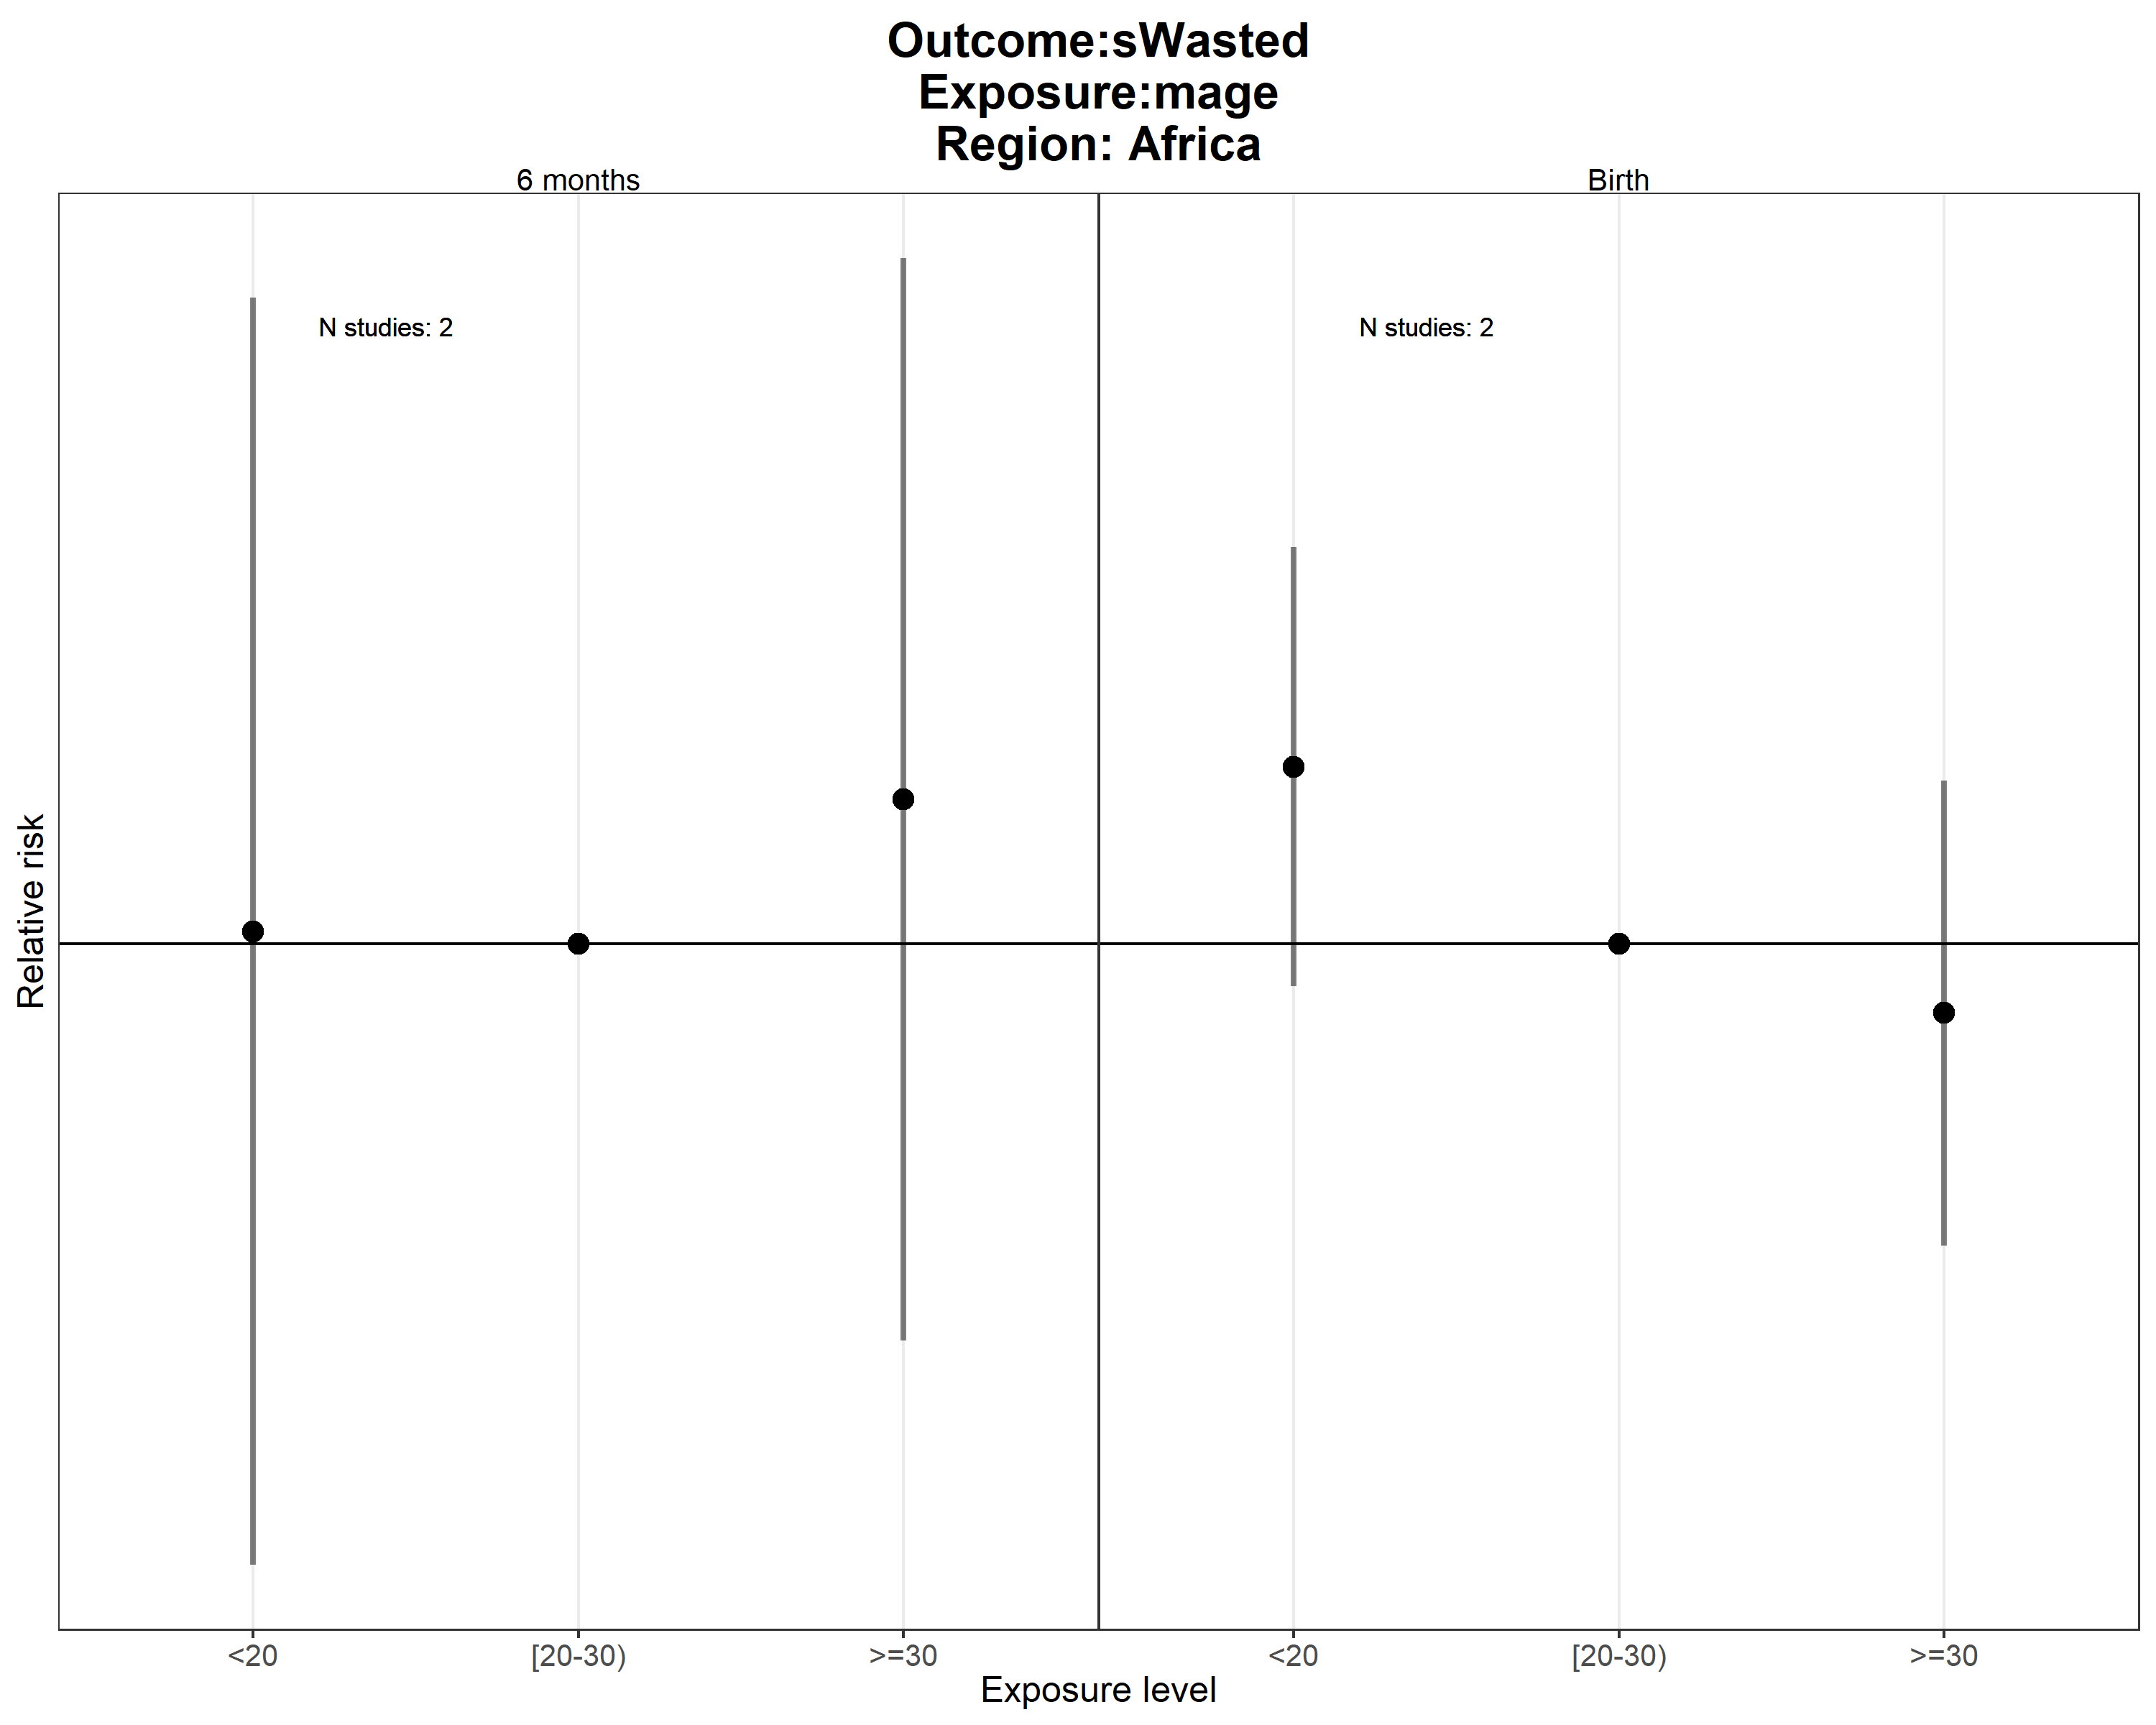 Outcome:sWasted
Exposure:mage
Region: Africa
6 months
Birth
N studies: 2
N studies: 2
Relative risk
<20
[20-30)
>=30
<20
[20-30)
>=30
Exposure level